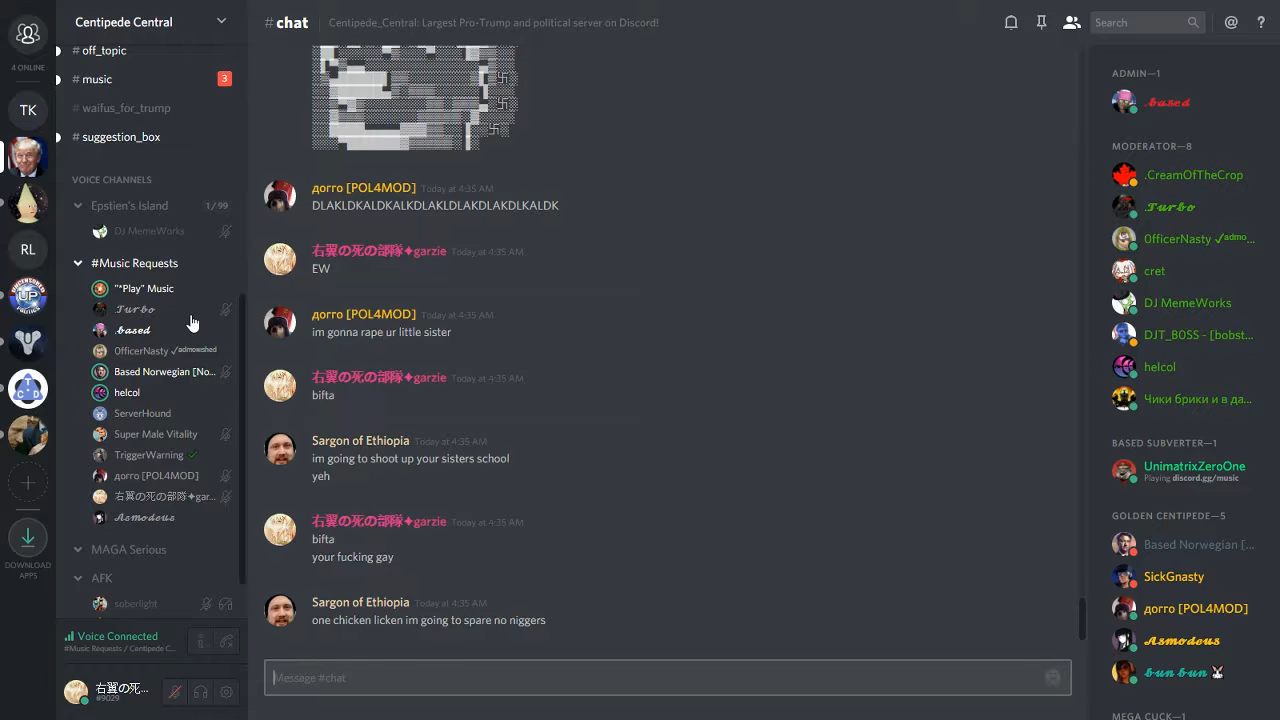 Centipede Central
# chat
Centipede_Central: Largest Pro-Trump and political server on Discord!
Search
4 ONLINE
TK
RL
DOWNLOAD
APPS
# off_topic
# music
3
# waifus_for_trump
# suggestion_box
VOICE CHANNELS
Epstien's Island
1/99
DJ MemeWorks
#Music Requests
"*Play" Music
𝓣𝓾𝓻𝓫𝓸
.𝓫𝓪𝓼𝓮𝓭
OfficerNasty ✓ᵃᵈᵐᵒⁿⁱˢʰᵉᵈ
Based Norwegian [No...
helcol
ServerHound
Super Male Vitality
TriggerWarning
догго [POL4MOD]
右翼の死の部隊✦gar...
𝓐𝓼𝓶𝓸𝓭𝓮𝓾𝓼
MAGA Serious
AFK
soberlight
Voice Connected
#Music Requests / Centipede C...
右翼の死...
#9029
卐
卐
卐
догго [POL4MOD] Today at 4:35 AM
DLAKLDKALDKALKDLAKLDLAKDLAKDLKALDK
右翼の死の部隊✦garzie Today at 4:35 AM
EW
догго [POL4MOD] Today at 4:35 AM
im gonna rape ur little sister
右翼の死の部隊✦garzie Today at 4:35 AM
bifta
Sargon of Ethiopia Today at 4:35 AM
im going to shoot up your sisters school
yeh
右翼の死の部隊✦garzie Today at 4:35 AM
bifta
your fucking gay
Sargon of Ethiopia Today at 4:35 AM
one chicken licken im going to spare no niggers
Message #chat
ADMIN—1
.𝓫𝓪𝓼𝓮𝓭
MODERATOR—8
.CreamOfTheCrop
.𝓣𝓾𝓻𝓫𝓸
OfficerNasty ✓ᵃᵈᵐᵒ...
cret
DJ MemeWorks
DJT_BOSS - [bobst...
helcol
Чики брики и в да...
BASED SUBVERTER—1
UnimatrixZeroOne
Playing discord.gg/music
GOLDEN CENTIPEDE—5
Based Norwegian [...
SickGnasty
догго [POL4MOD]
𝓐𝓼𝓶𝓸𝓭𝓮𝓾𝓼
𝓫𝓾𝓷 𝓫𝓾𝓷
MEGA CUCK—1